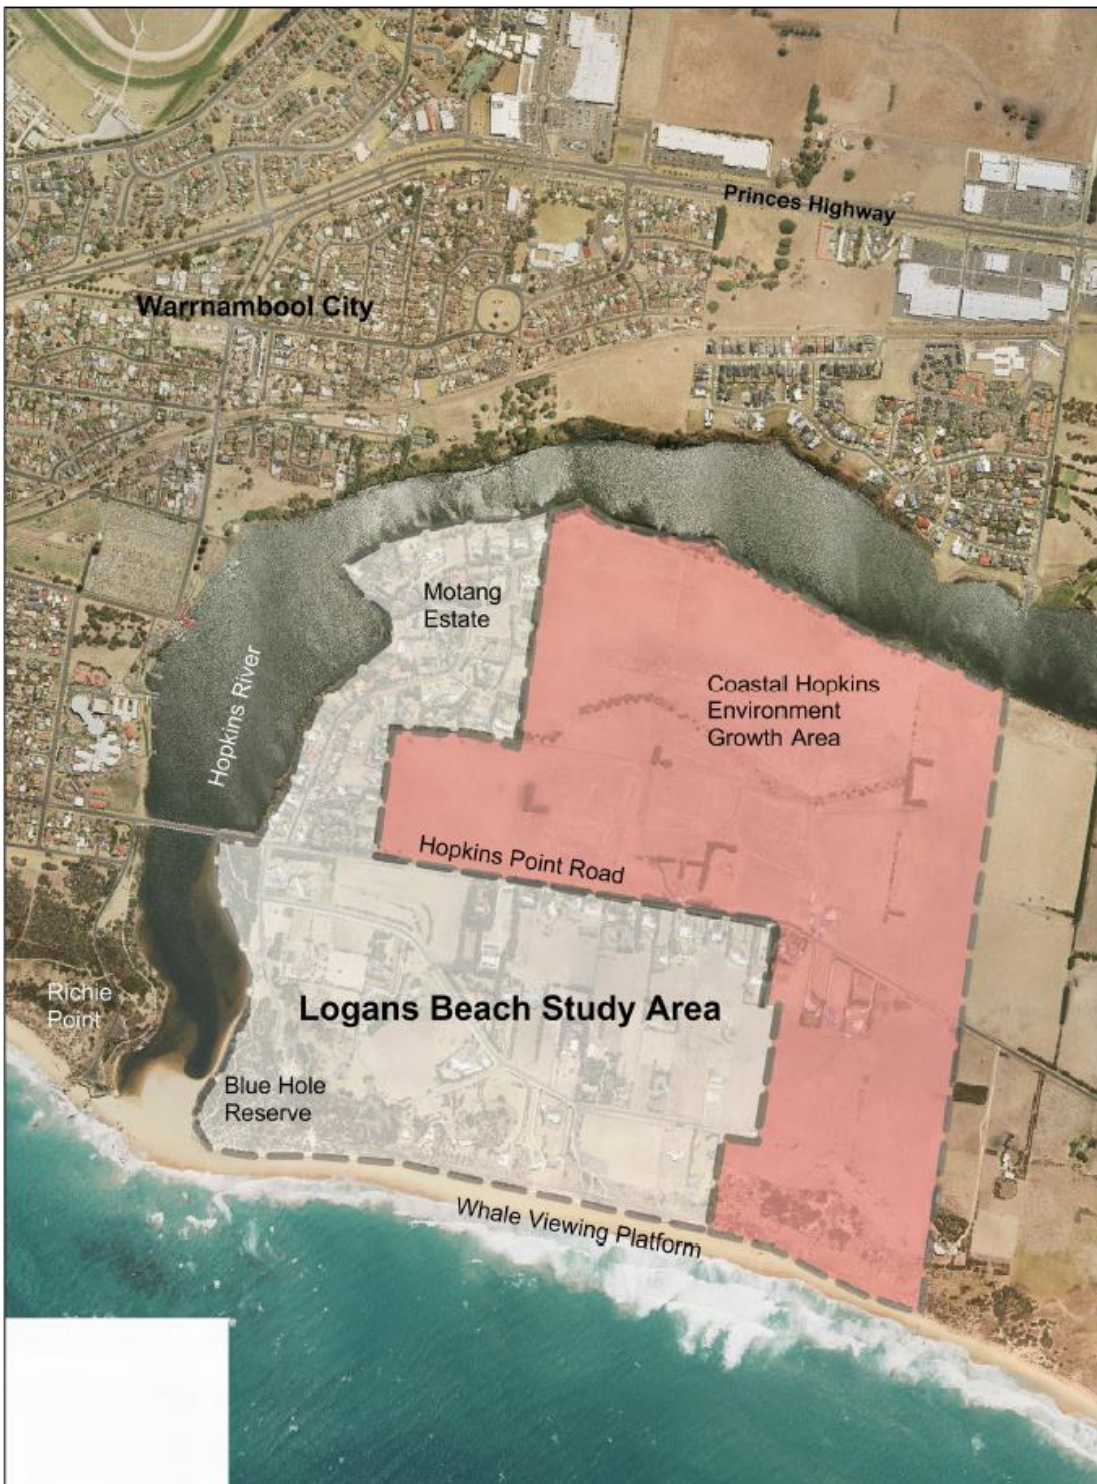 Princes Highway
Warrnambool City
Motang
Estate
Hopkins River
Coastal Hopkins
Environment
Growth Area
Hopkins Point Road
Richie
Point
Logans Beach Study Area
Blue Hole
Reserve
Whale Viewing Platform